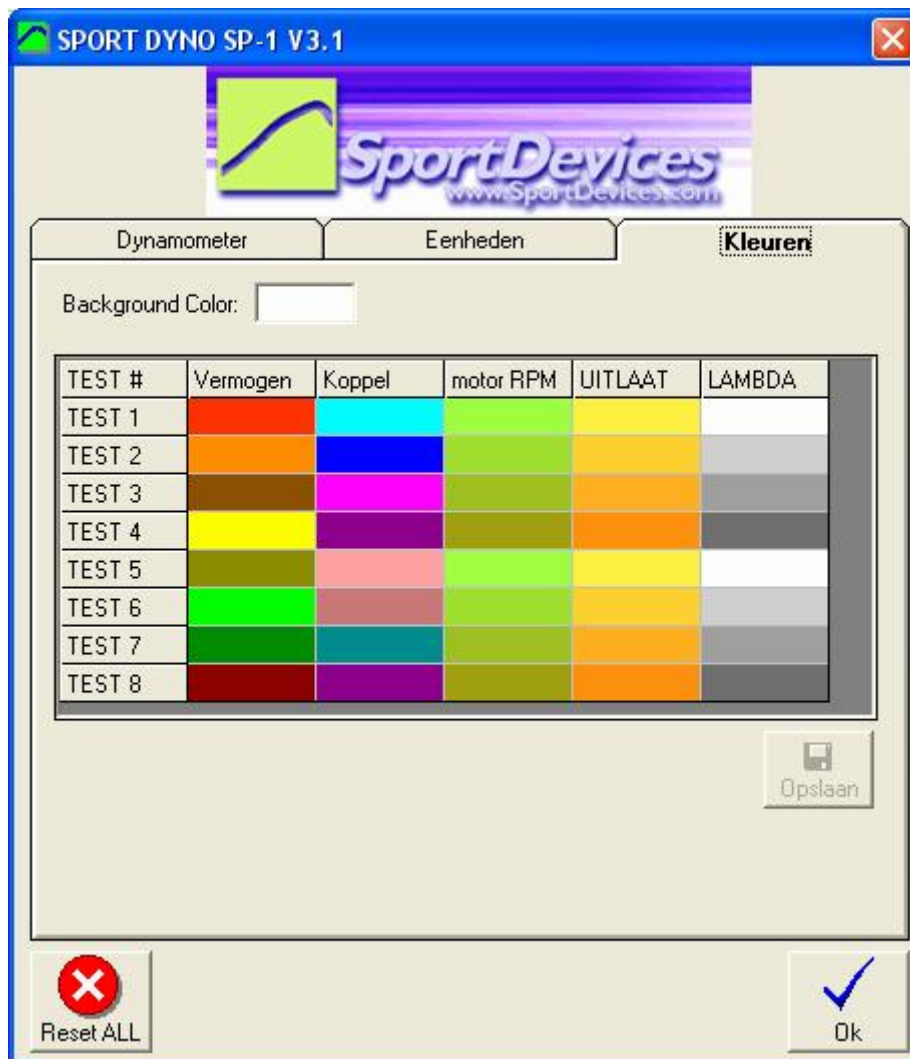 SPORT DYNO SP-1 V3.1
SportDevices
www.SportDevices.com
Dynamometer Eenheden Kleuren
Background Color:
TEST # Vermogen Koppel motor RPM UITLAAT LAMBDA
TEST 1
TEST 2
TEST 3
TEST 4
TEST 5
TEST 6
TEST 7
TEST 8
Opslaan
Reset ALL Ok